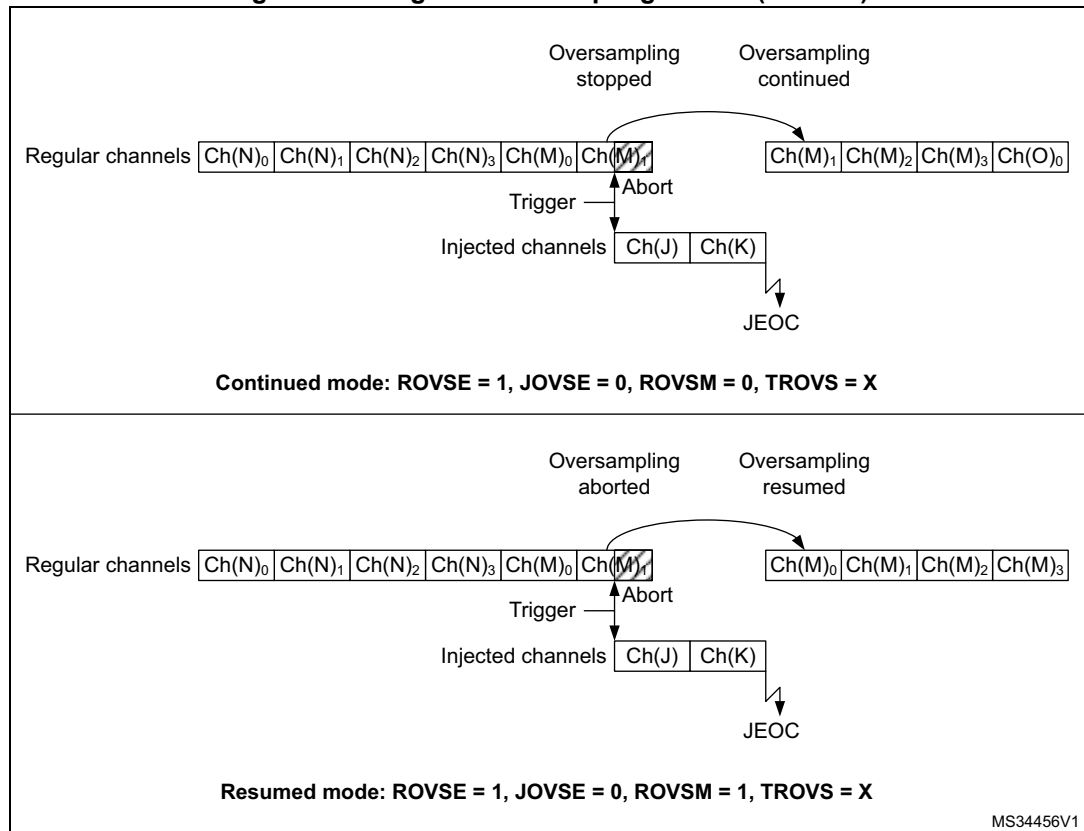 Oversampling stopped
Oversampling continued
Regular channels Ch(N)₀ Ch(N)₁ Ch(N)₂ Ch(N)₃ Ch(M)₀ Ch(M)₁ Ch(M)₁ Ch(M)₂ Ch(M)₃ Ch(O)₀
Abort
Trigger
Injected channels Ch(J) Ch(K)
JEOC
Continued mode: ROVSE = 1, JOVSE = 0, ROVSM = 0, TROVS = X
Oversampling aborted
Oversampling resumed
Regular channels Ch(N)₀ Ch(N)₁ Ch(N)₂ Ch(N)₃ Ch(M)₀ Ch(M)₁ Ch(M)₀ Ch(M)₁ Ch(M)₂ Ch(M)₃
Abort
Trigger
Injected channels Ch(J) Ch(K)
JEOC
Resumed mode: ROVSE = 1, JOVSE = 0, ROVSM = 1, TROVS = X
MS34456V1